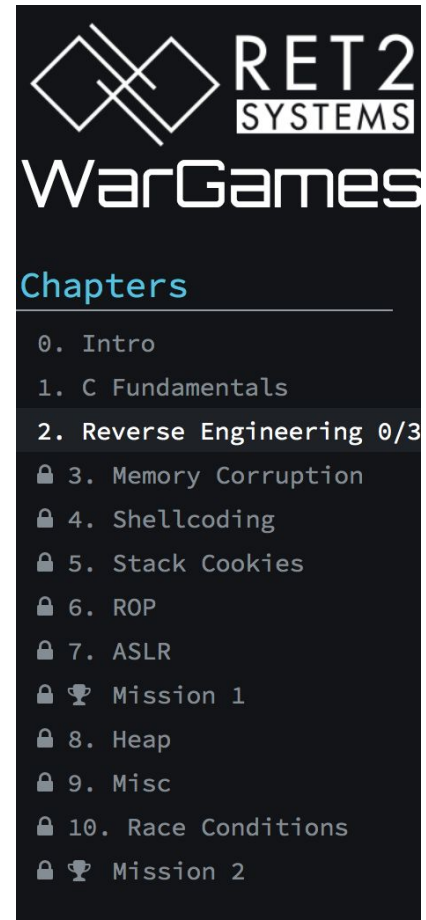 RET2
SYSTEMS
WarGames
Chapters
0. Intro
1. C Fundamentals
2. Reverse Engineering 0/3
3. Memory Corruption
4. Shellcoding
5. Stack Cookies
6. ROP
7. ASLR
Mission 1
8. Heap
9. Misc
10. Race Conditions
Mission 2